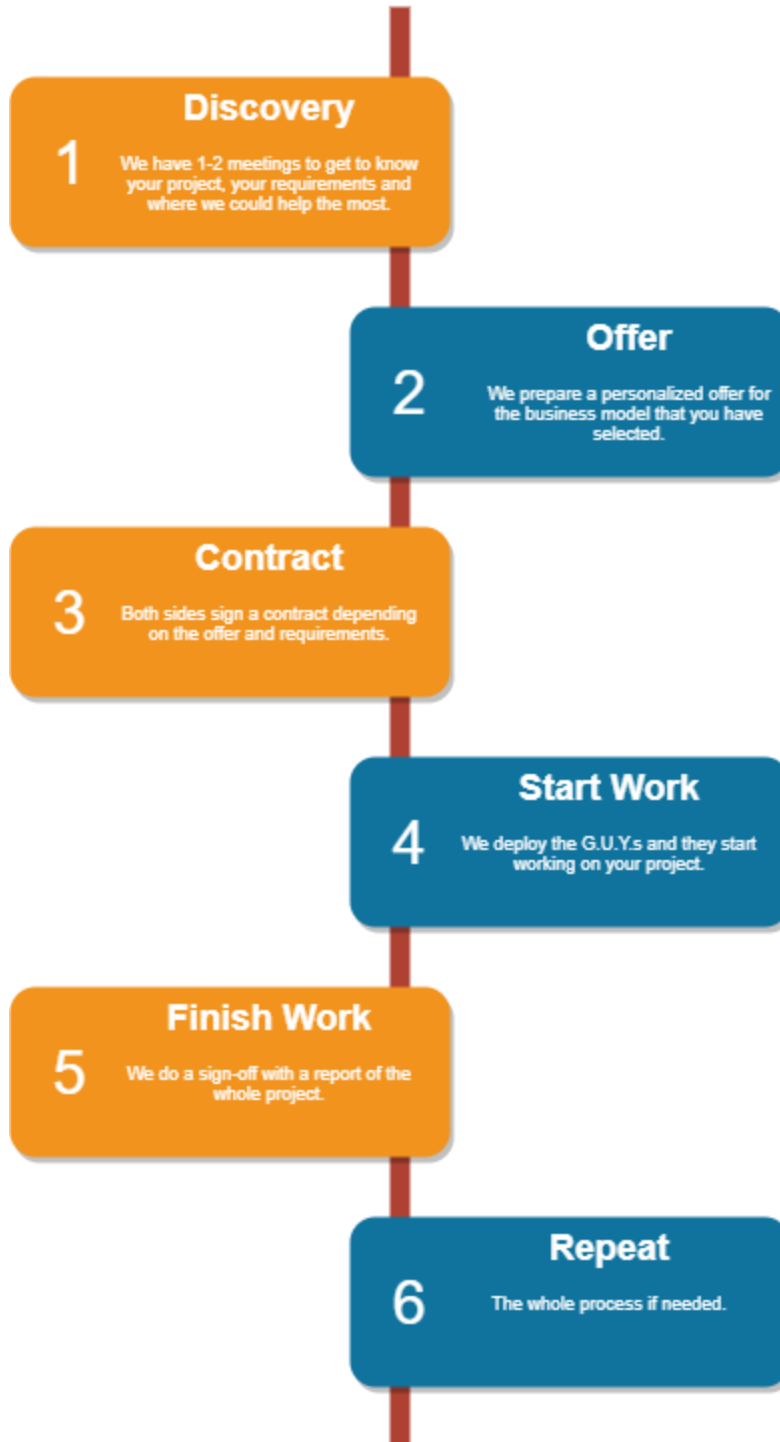 Discovery
1
We have 1-2 meetings to get to know
your project, your requirements and
where we could help the most.
Offer
2
We prepare a personalized offer for
the business model that you have
selected.
Contract
3
Both sides sign a contract depending
on the offer and requirements.
Start Work
4
We deploy the G.U.Y.s and they start
working on your project.
Finish Work
5
We do a sign-off with a report of the
whole project.
Repeat
6
The whole process if needed.